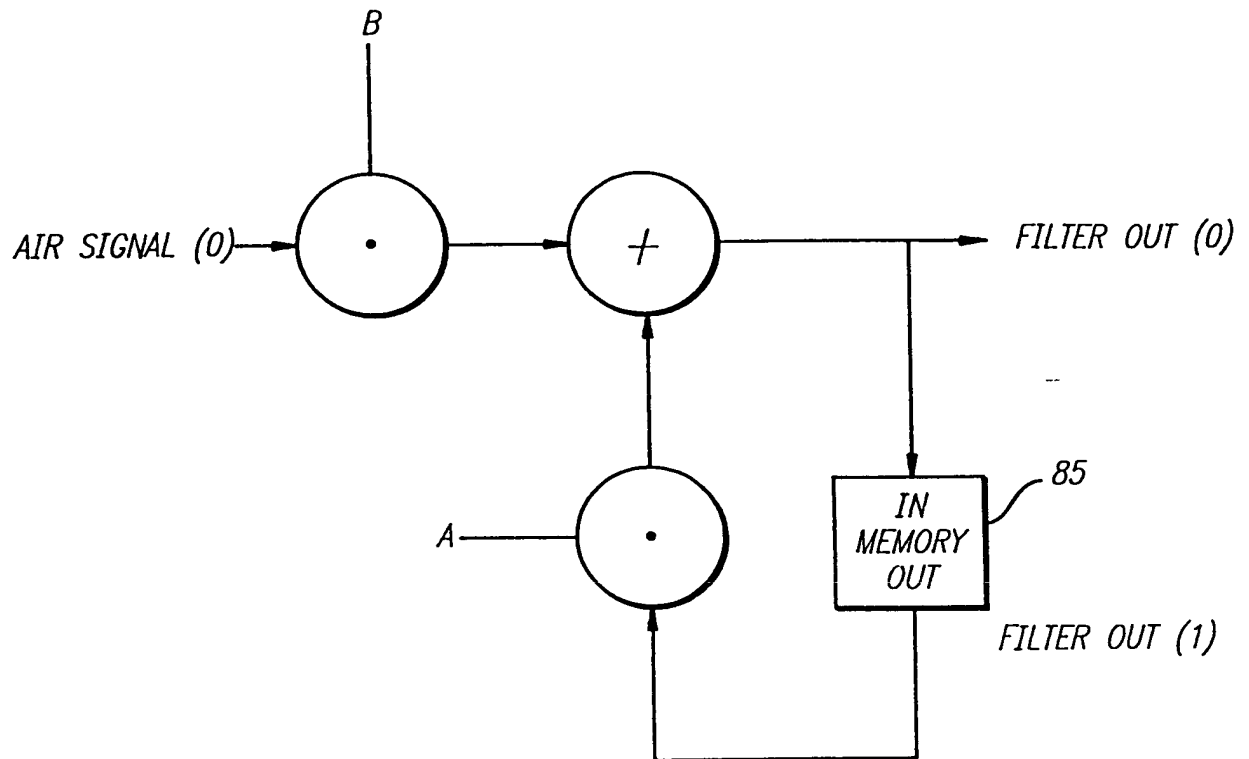 B
AIR SIGNAL (0)
•
+
FILTER OUT (0)
--
85
A
•
IN
MEMORY
OUT
FILTER OUT (1)